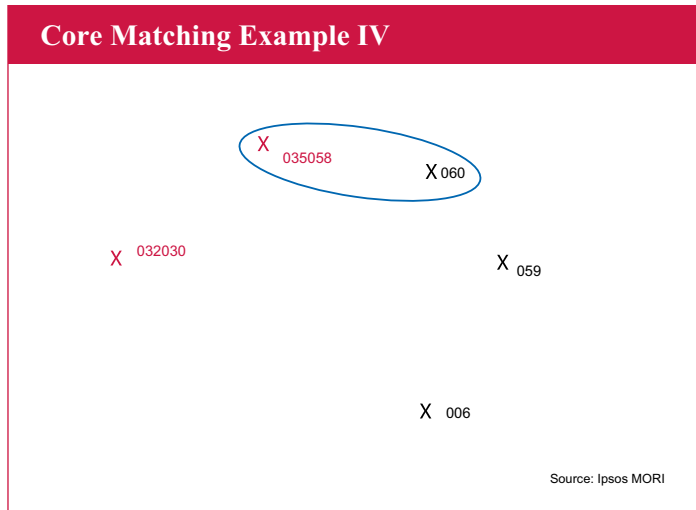 Core Matching Example IV
X
035058
X 060
X 032030
X 059
X 006
Source: Ipsos MORI